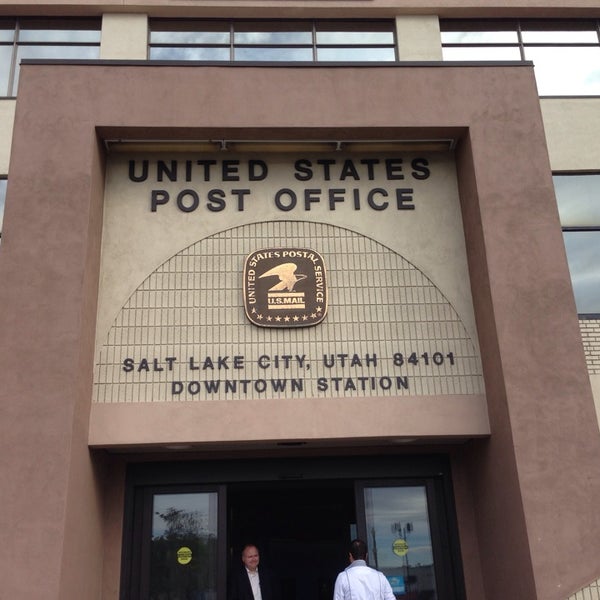 UNITED STATES
POST OFFICE
UNITED STATES POSTAL SERVICE
U.S.MAIL
SALT LAKE CITY, UTAH 84101
DOWNTOWN STATION